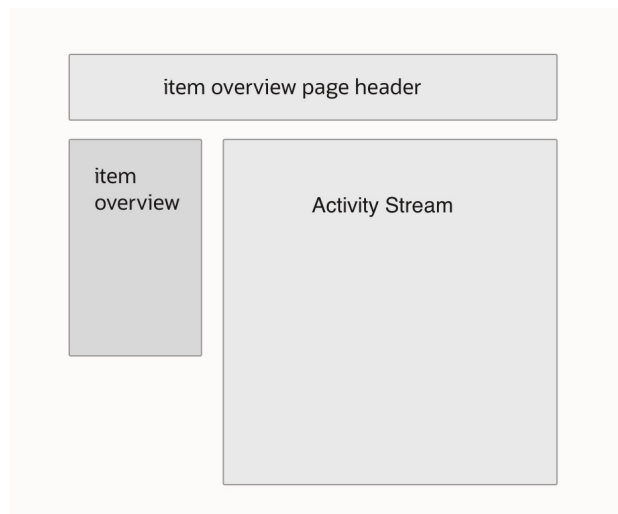 item overview page header
item
overview
Activity Stream